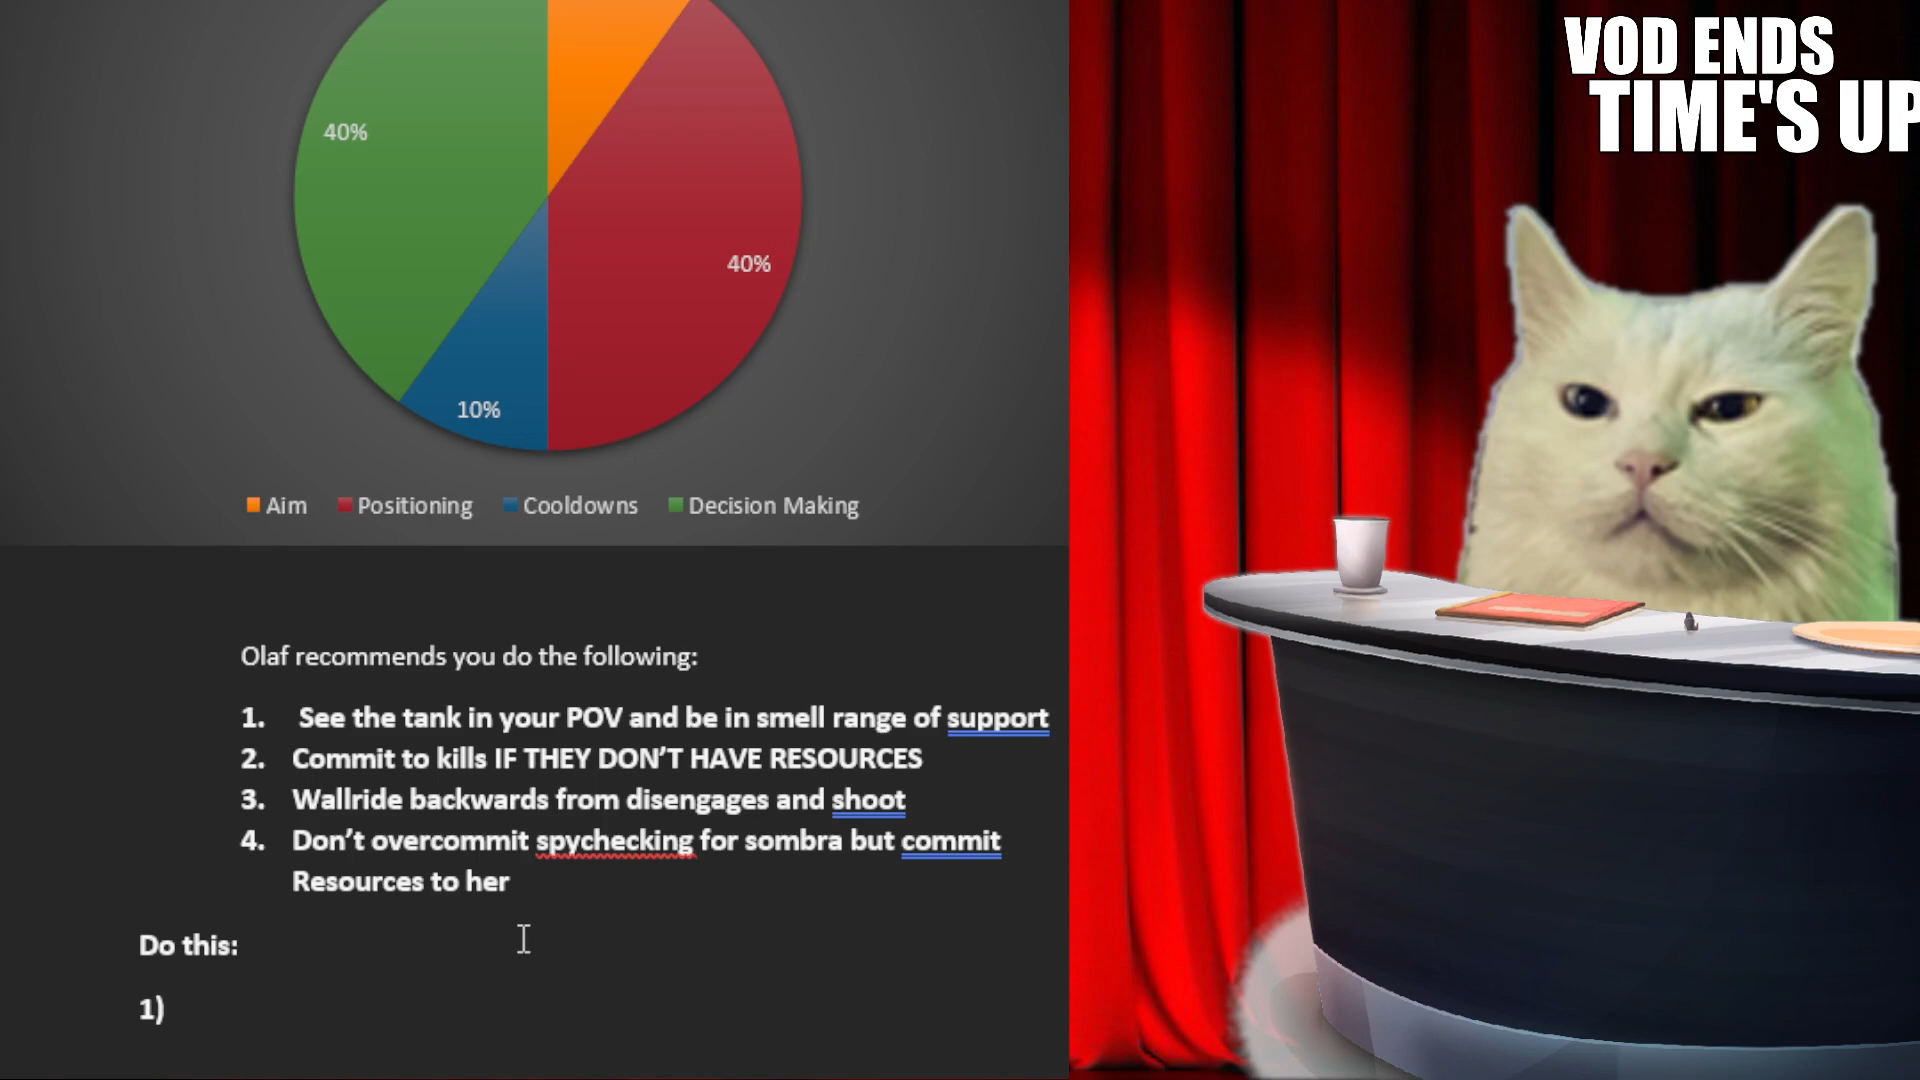 VOD ENDS
TIME'S UP
40%
40%
10%
Aim Positioning Cooldowns Decision Making
Olaf recommends you do the following:
1. See the tank in your POV and be in smell range of support
2. Commit to kills IF THEY DON'T HAVE RESOURCES
3. Wallride backwards from disengages and shoot
4. Don't overcommit spychecking for sombra but commit
Resources to her
Do this:
1)